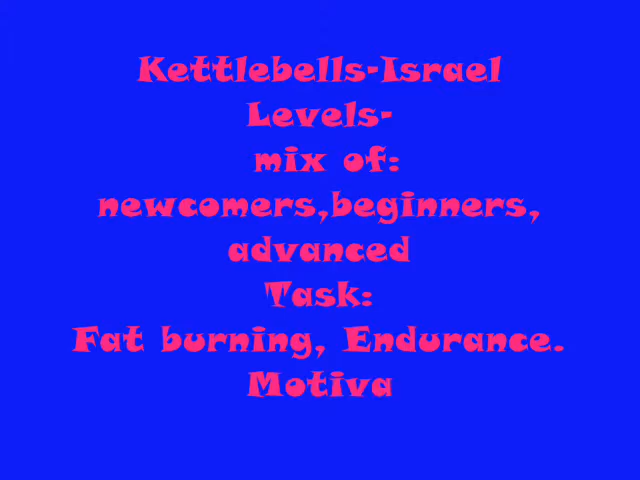 Kettlebells-Israel
Levels-
mix of:
newcomers,beginners,
advanced
Task:
Fat burning, Endurance.
Motiva